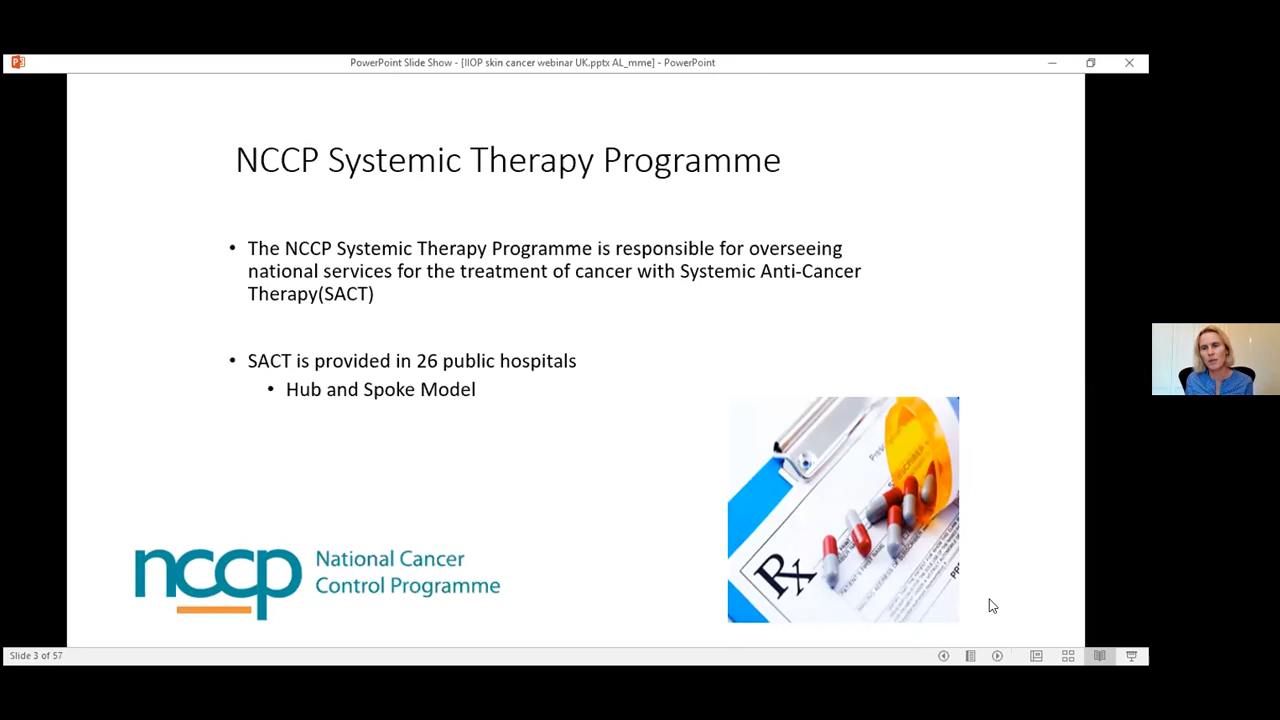 PowerPoint Slide Show - [IIOP skin cancer webinar UK.pptx AL_mme] - PowerPoint
NCCP Systemic Therapy Programme
• The NCCP Systemic Therapy Programme is responsible for overseeing
national services for the treatment of cancer with Systemic Anti-Cancer
Therapy(SACT)
• SACT is provided in 26 public hospitals
• Hub and Spoke Model
Rx
nccp
National Cancer
Control Programme
Slide 3 of 57